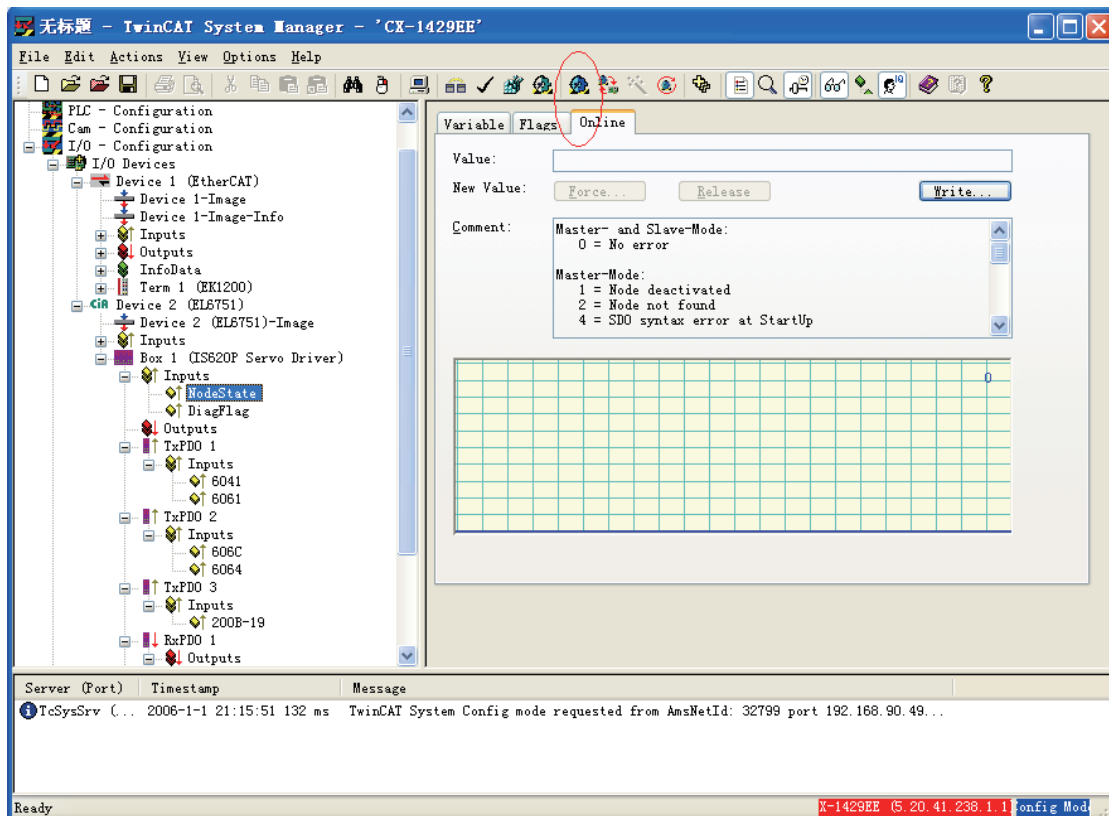 无标题 - TwinCAT System Manager - 'CX-1429EE'
File Edit Actions View Options Help
PLC - Configuration
Cam - Configuration
I/O - Configuration
I/O Devices
Device 1 (EtherCAT)
Device 1-Image
Device 1-Image-Info
Inputs
Outputs
InfoData
Term 1 (EK1200)
CiA Device 2 (EL6751)
Device 2 (EL6751)-Image
Inputs
Box 1 (IS620P Servo Driver)
Inputs
NodeState
DiagFlag
Outputs
TxPDO 1
Inputs
6041
6061
TxPDO 2
Inputs
606C
6064
TxPDO 3
Inputs
200B-19
RxPDO 1
Outputs
Variable Flags Online
Value:
New Value: Force... Release Write...
Comment: Master- and Slave-Mode:
0 = No error
Master-Mode:
1 = Node deactivated
2 = Node not found
4 = SDO syntax error at StartUp
0
Server (Port) Timestamp Message
TcSysSrv (... 2006-1-1 21:15:51 132 ms TwinCAT System Config mode requested from AmsNetId: 32799 port 192.168.90.49...
Ready X-1429EE (5.20.41.238.1.1) Config Mod